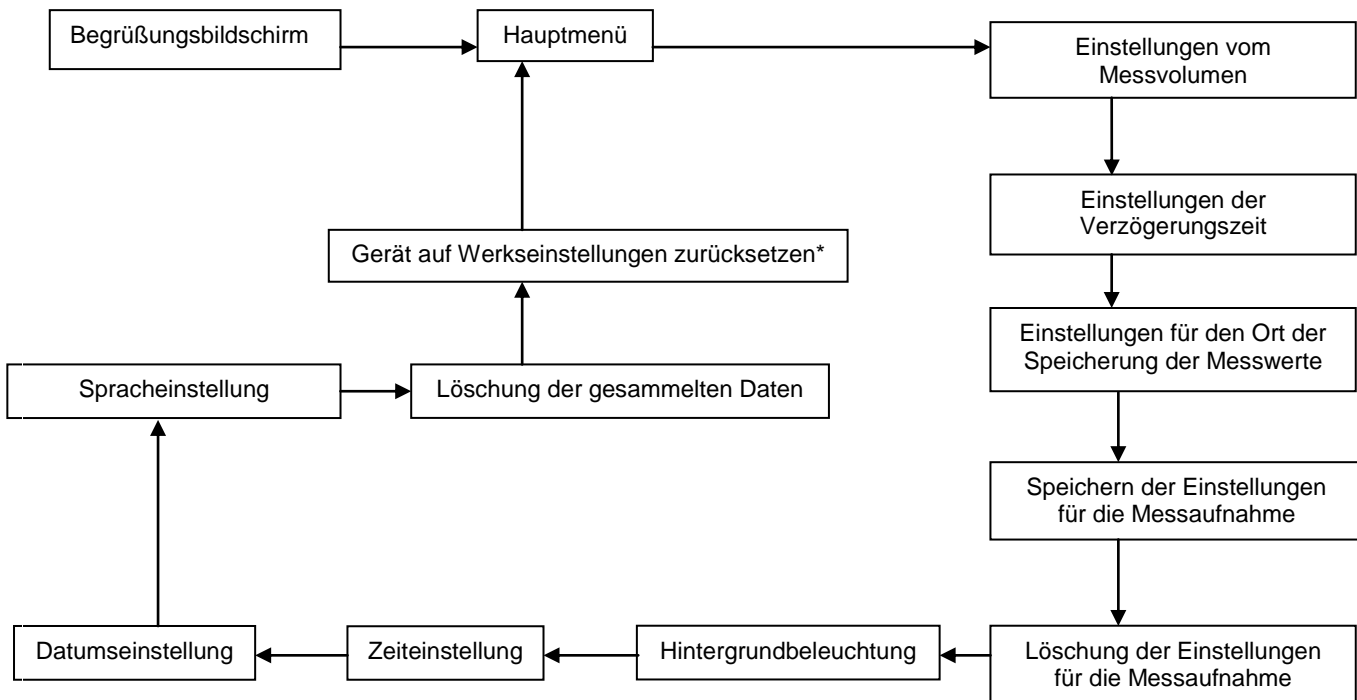 Begrüßungsbildschirm
Hauptmenü
Einstellungen vom
Messvolumen
Einstellungen der
Verzögerungszeit
Gerät auf Werkseinstellungen zurücksetzen*
Einstellungen für den Ort der
Speicherung der Messwerte
Spracheinstellung
Löschung der gesammelten Daten
Speichern der Einstellungen
für die Messaufnahme
Datumseinstellung
Zeiteinstellung
Hintergrundbeleuchtung
Löschung der Einstellungen
für die Messaufnahme